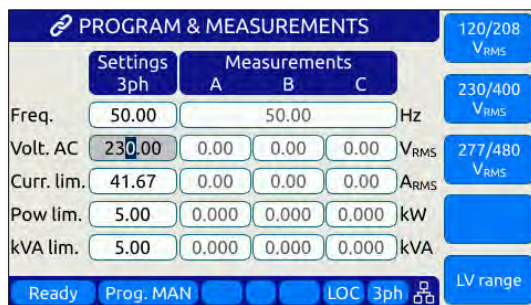 PROGRAM & MEASUREMENTS
120/208 VRMS
Settings 3ph
Measurements
A B C
230/400 VRMS
Freq. 50.00 50.00 Hz
Volt. AC 230.00 0.00 0.00 0.00 VRMS
277/480 VRMS
Curr. lim. 41.67 0.00 0.00 0.00 ARMS
Pow lim. 5.00 0.000 0.000 0.000 kW
kVA lim. 5.00 0.000 0.000 0.000 kVA
LV range
Ready Prog. MAN LOC 3ph